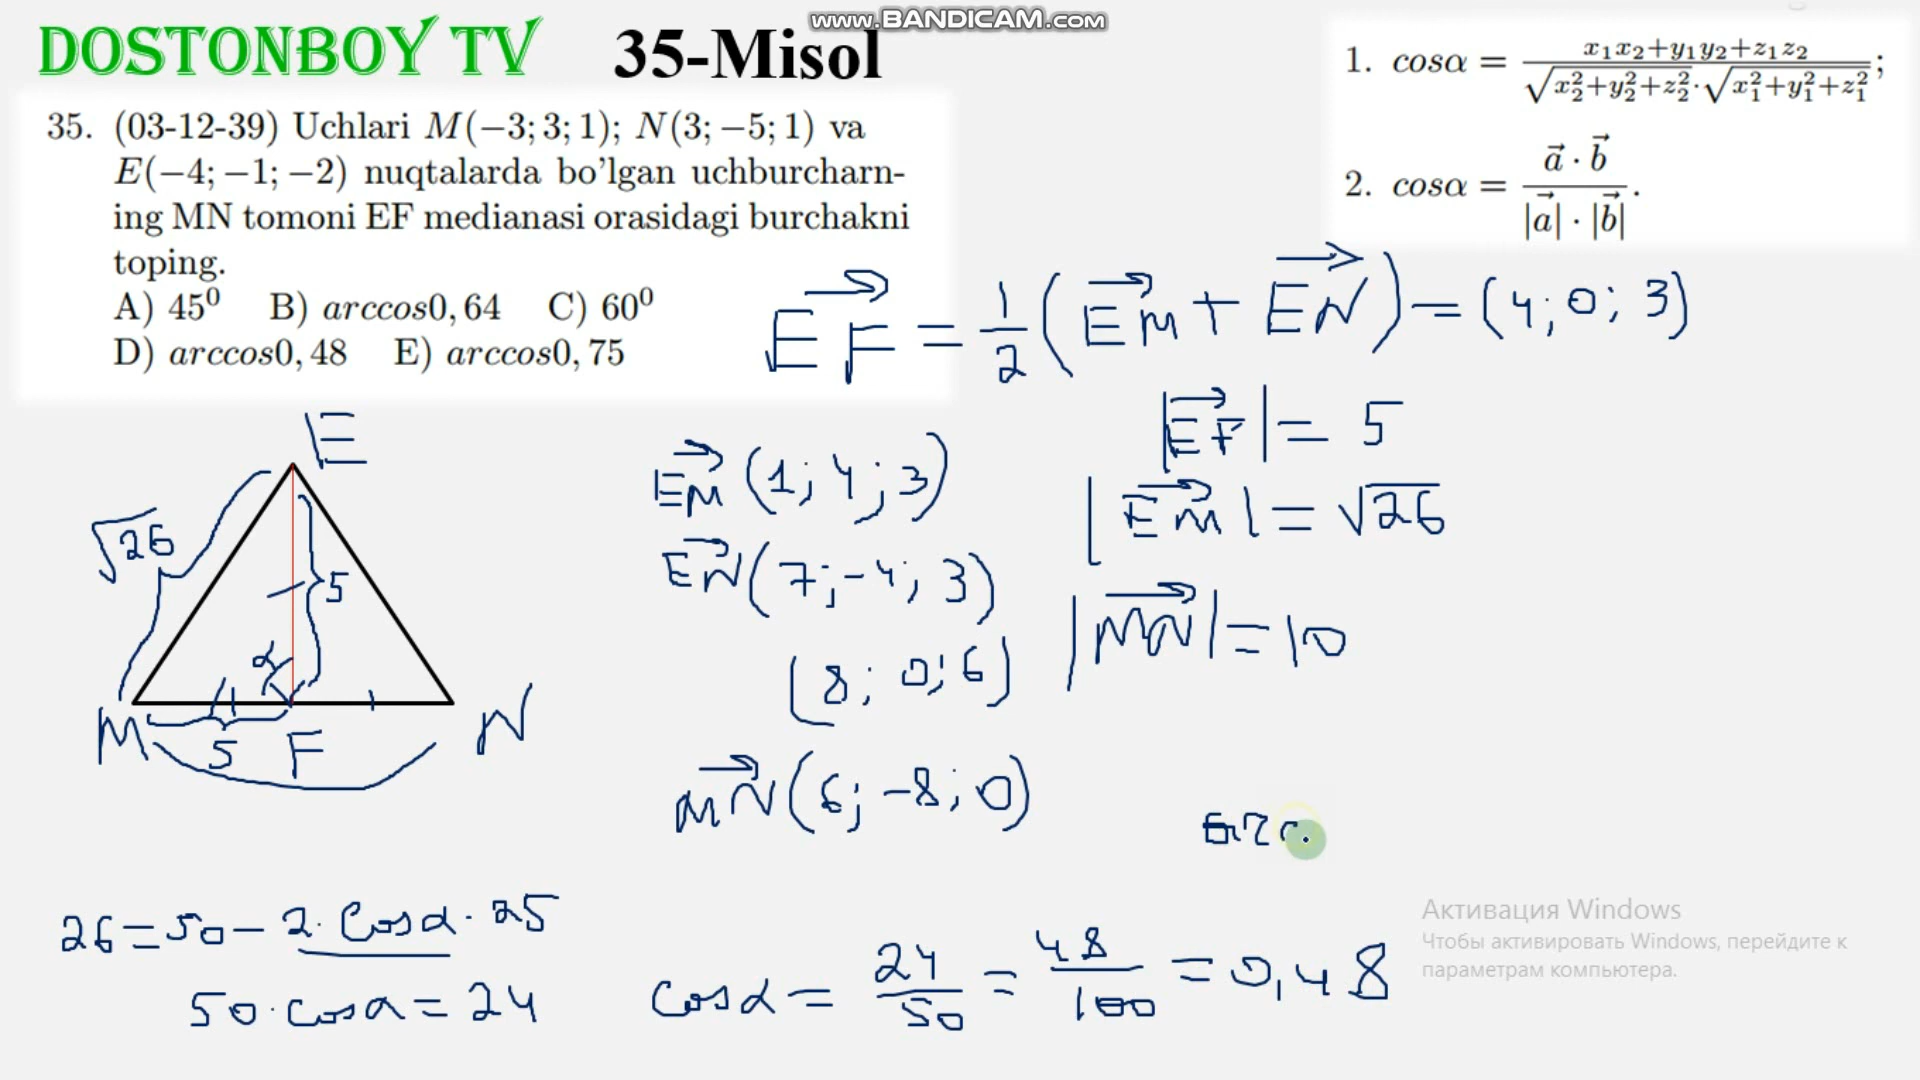 www.BANDICAM.com
DOSTONBOY TV
35-Misol
35. (03-12-39) Uchlari M(−3; 3; 1); N(3; −5; 1) va
E(−4; −1; −2) nuqtalarda bo'lgan uchburcharn-
ing MN tomoni EF medianasi orasidagi burchakni
toping.
A) 45⁰ B) arccos0, 64 C) 60⁰
D) arccos0, 48 E) arccos0, 75
1. cosα = (x₁x₂+y₁y₂+z₁z₂)/(√(x₂²+y₂²+z₂²)·√(x₁²+y₁²+z₁²));
2. cosα = (a⃗ · b⃗)/(|a⃗| · |b⃗|).
EF⃗ = 1/2 (EM⃗ + EN⃗) = (4; 0; 3)
|EF⃗| = 5
|EM⃗| = √26
|MN⃗| = 10
EM⃗ (1; 4; 3)
EN⃗ (7; -4; 3)
(8; 0; 6)
MN⃗ (6; -8; 0)
E
√26
5
α
M
5
F
N
26 = 50 - 2 · Cosα · 25
50 · cosα = 24
cosα = 24/50 = 48/100 = 0,48
Активация Windows
Чтобы активировать Windows, перейдите к
параметрам компьютера.